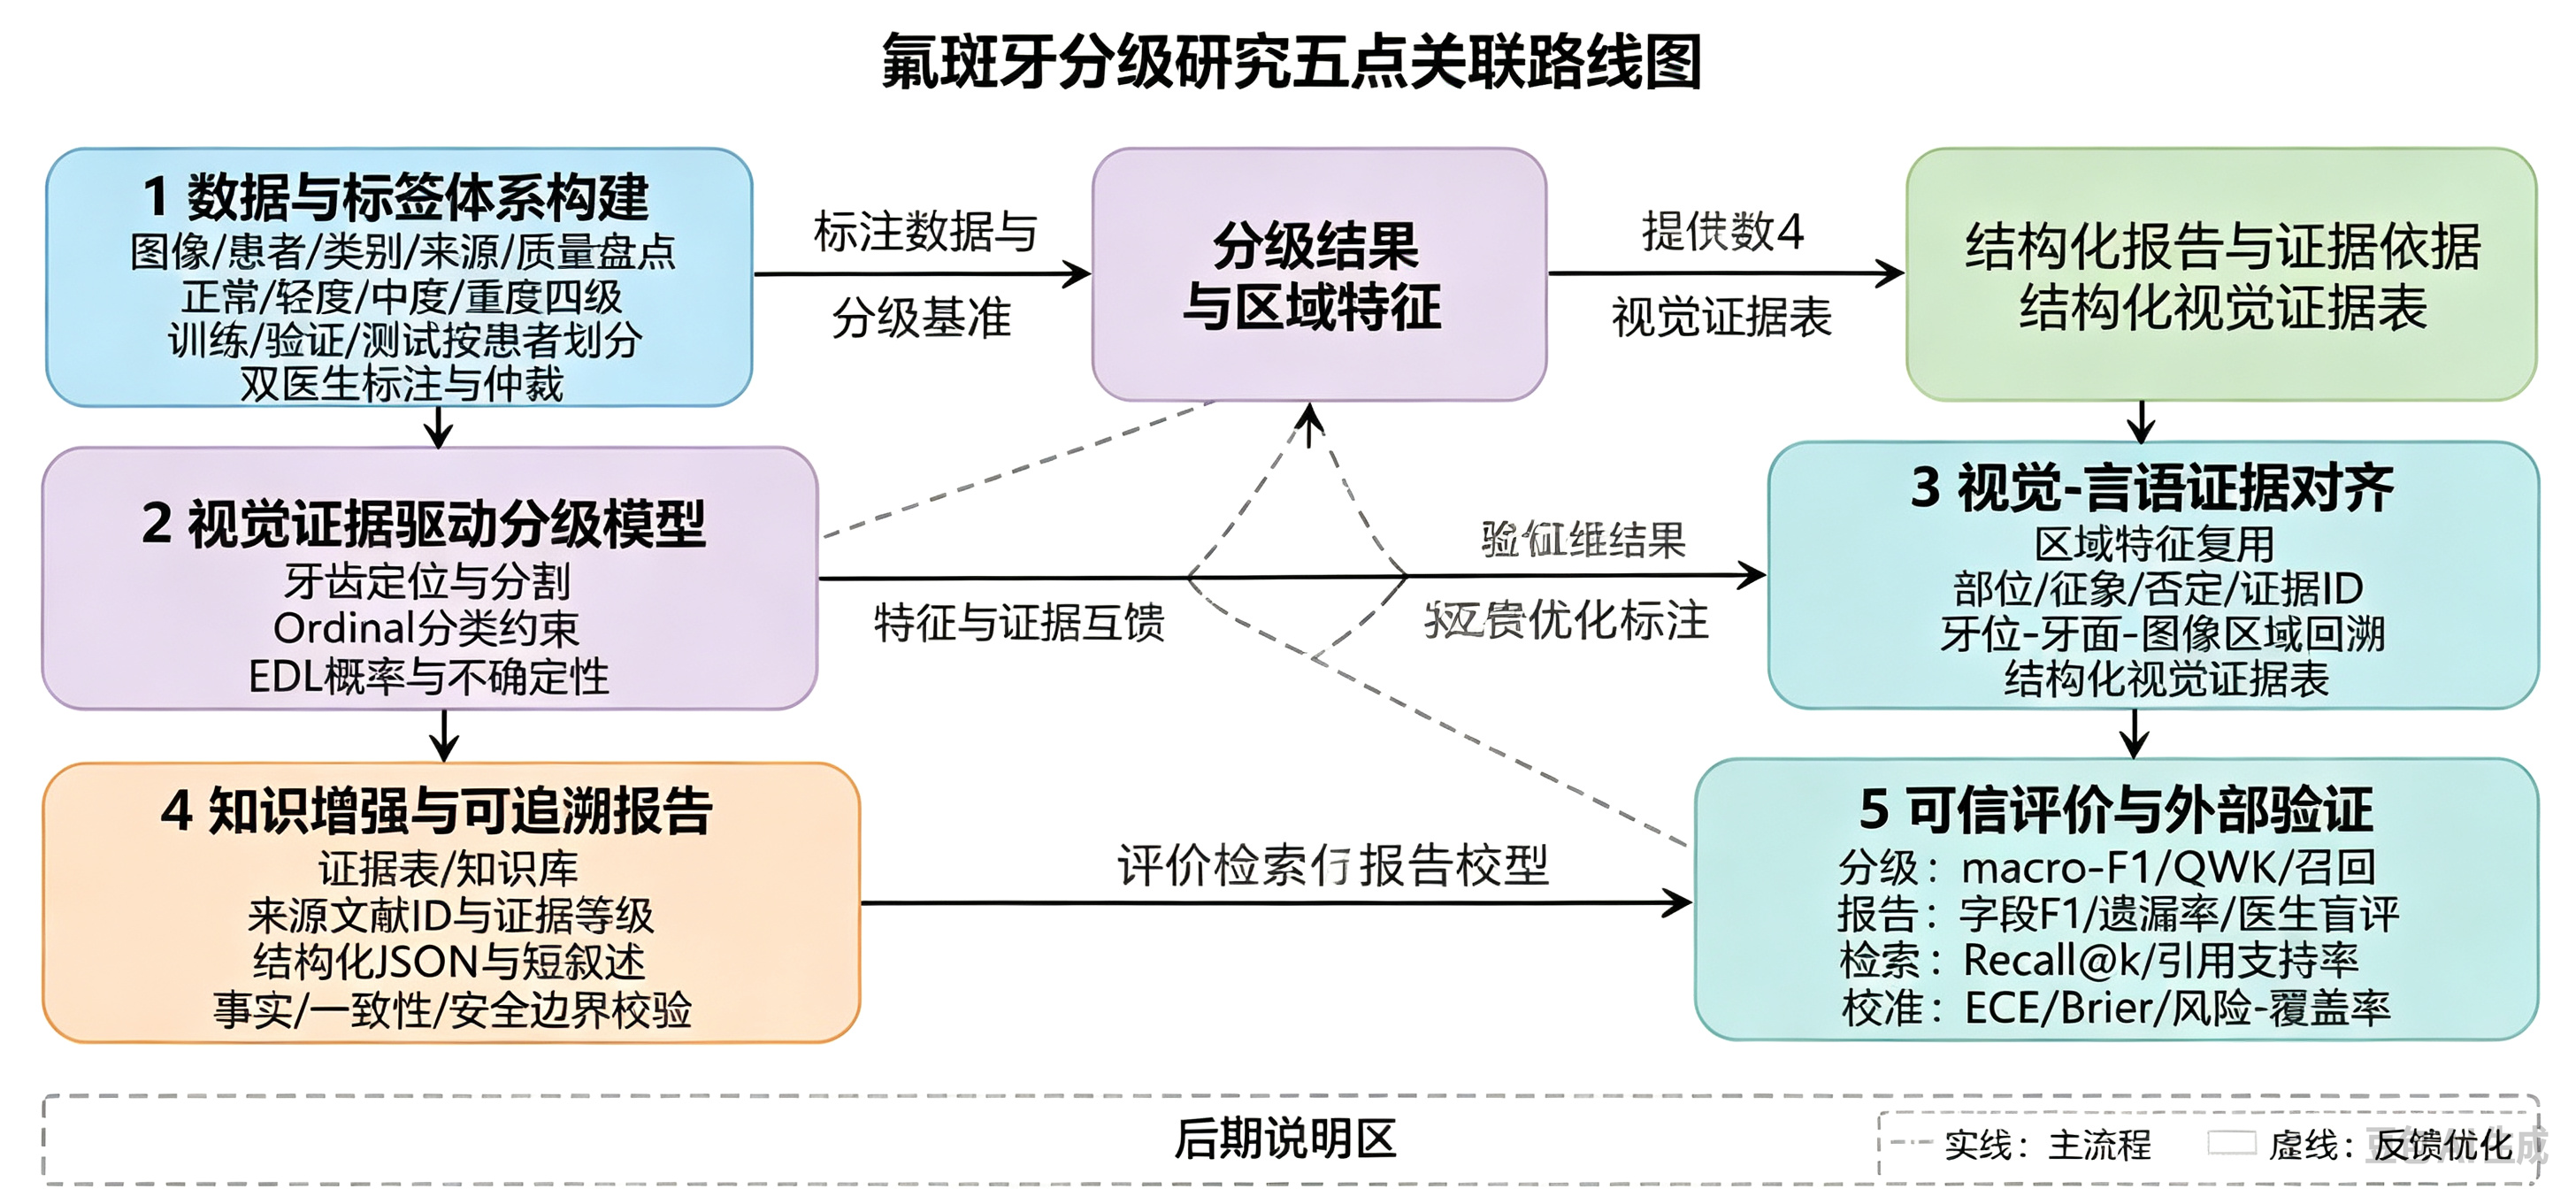 氟斑牙分级研究五点关联路线图
1 数据与标签体系构建
图像/患者/类别/来源/质量盘点
正常/轻度/中度/重度四级
训练/验证/测试按患者划分
双医生标注与仲裁
标注数据与
分级基准
分级结果
与区域特征
提供数4
视觉证据表
结构化报告与证据依据
结构化视觉证据表
2 视觉证据驱动分级模型
牙齿定位与分割
Ordinal分类约束
EDL概率与不确定性
特征与证据互馈
维结果
优化标注
3 视觉-言语证据对齐
区域特征复用
部位/征象/否定/证据ID
牙位-牙面-图像区域回溯
结构化视觉证据表
4 知识增强与可追溯报告
证据表/知识库
来源文献ID与证据等级
结构化JSON与短叙述
事实/一致性/安全边界校验
评价检索 报告校型
5 可信评价与外部验证
分级：macro-F1/QWK/召回
报告：字段F1/遗漏率/医生盲评
检索：Recall@k/引用支持率
校准：ECE/Brier/风险-覆盖率
后期说明区
实线：主流程
虚线：反馈优化
豆包AI生成